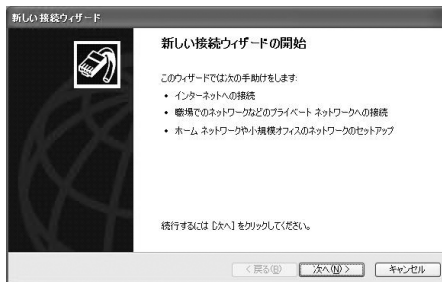 新しい接続ウィザード
新しい接続ウィザードの開始
このウィザードでは次の手助けをします:
• インターネットへの接続
• 職場でのネットワークなどのプライベート ネットワークへの接続
• ホーム ネットワークや小規模オフィスのネットワークのセットアップ
続行するには [次へ] をクリックしてください。
< 戻る(B) 次へ(N) > キャンセル